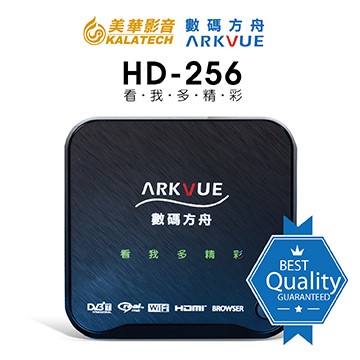 美華影音 數碼方舟
KALATECH ARKVUE
HD-256
看·我·多·精·彩
ARKVUE
數碼方舟
看 我 多 精 彩
DVB T WiFi HDMI BROWSER
BEST
Quality
GUARANTEED